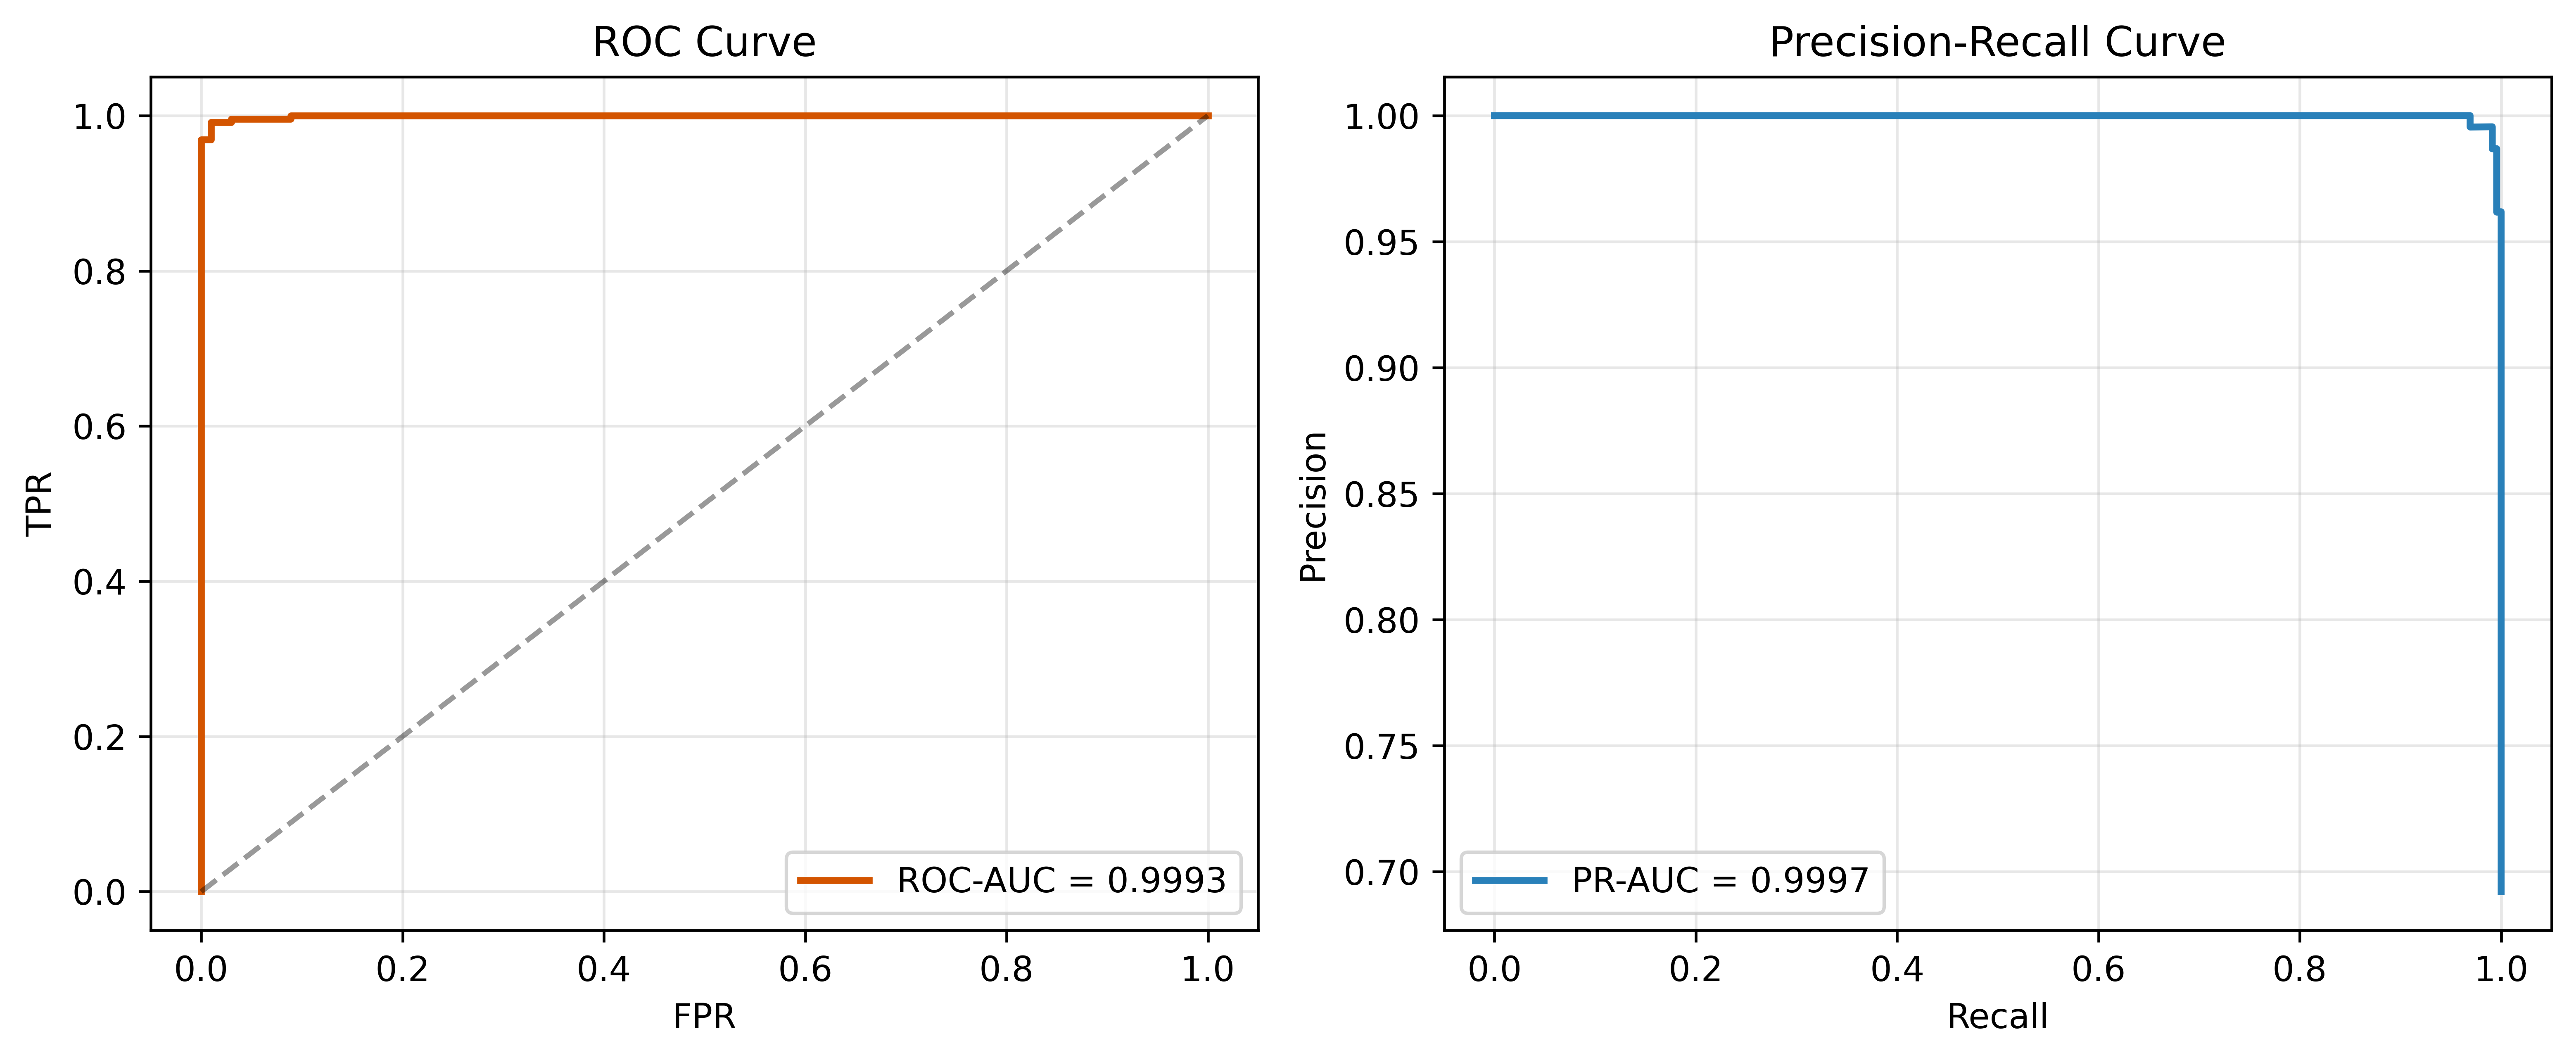 ROC Curve
1.0
0.8
0.6
0.4
0.2
0.0
TPR
0.0 0.2 0.4 0.6 0.8 1.0
FPR
ROC-AUC = 0.9993
Precision-Recall Curve
1.00
0.95
0.90
0.85
0.80
0.75
0.70
Precision
0.0 0.2 0.4 0.6 0.8 1.0
Recall
PR-AUC = 0.9997